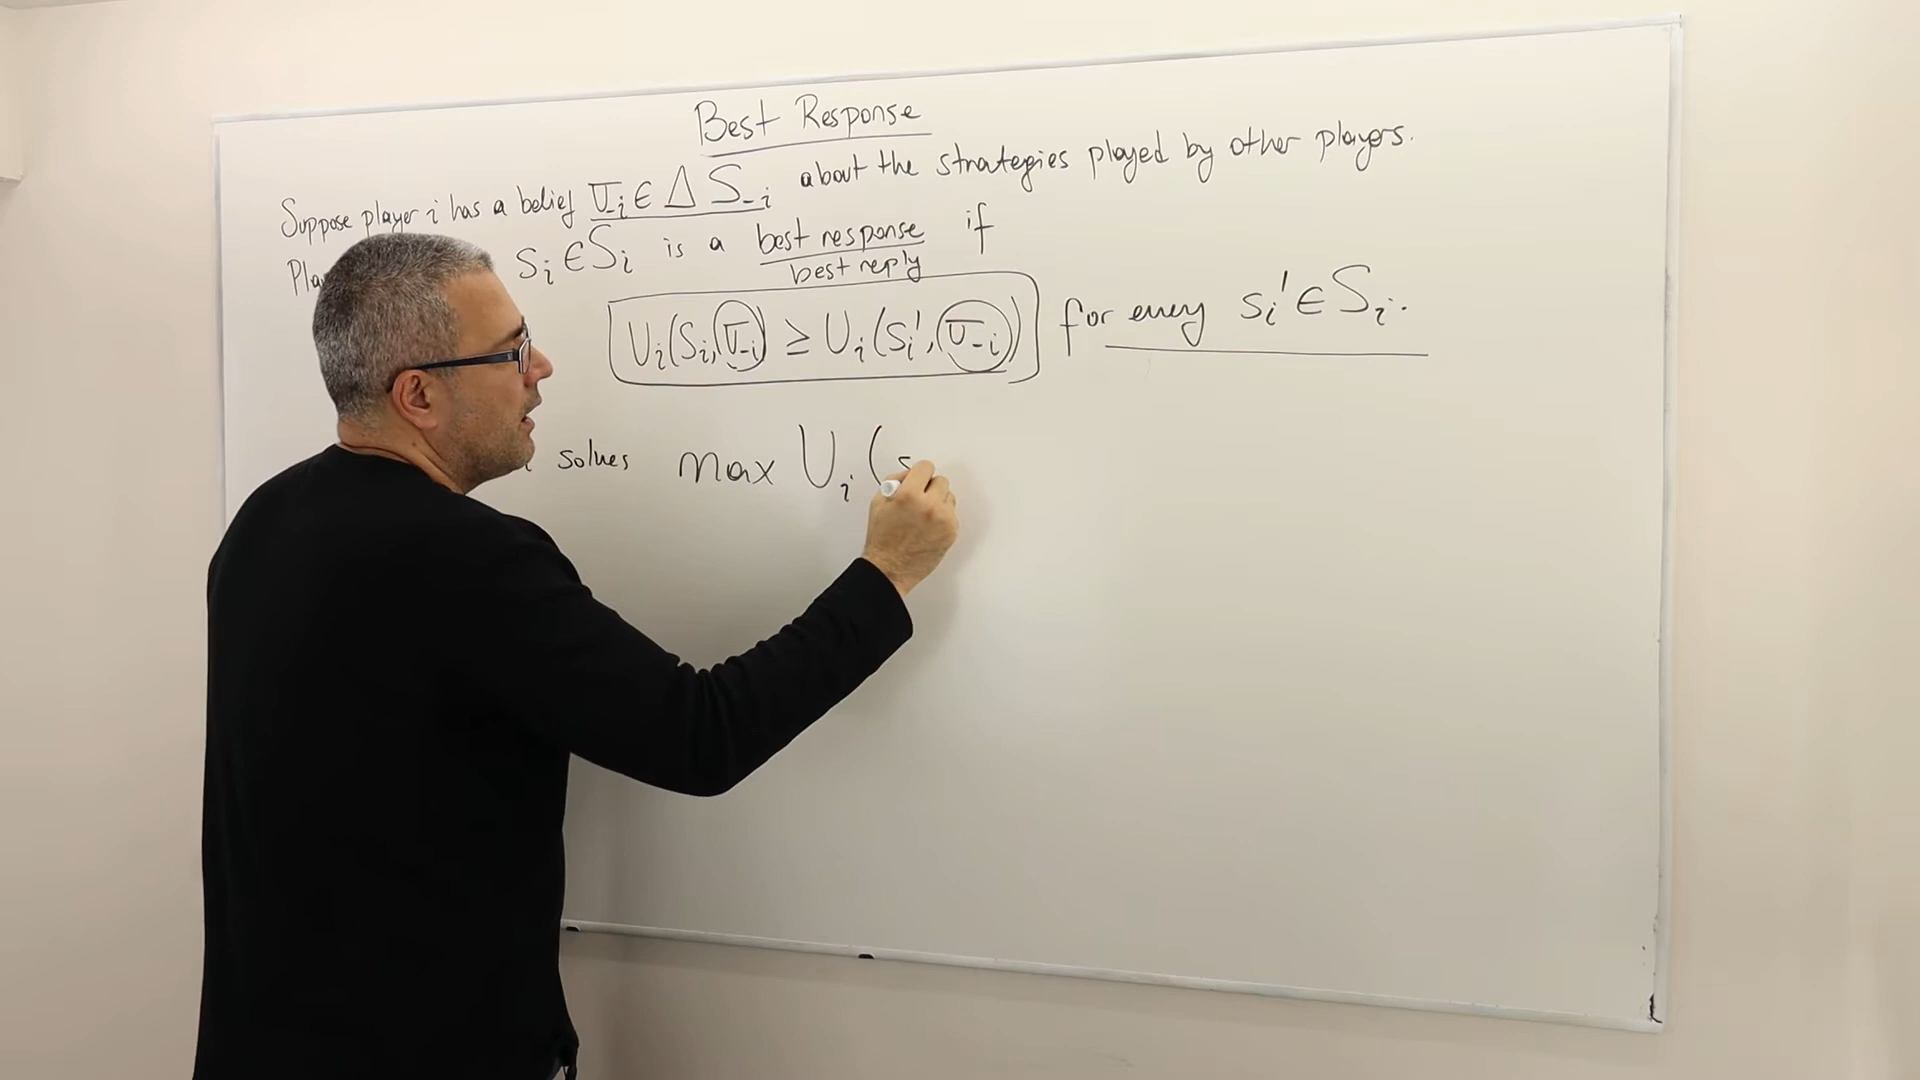 Best Response
Suppose player i has a belief σ₋ᵢ ∈ Δ S₋ᵢ about the strategies played by other players.
sᵢ ∈ Sᵢ is a best response if
best reply
Uᵢ(sᵢ, σ₋ᵢ) ≥ Uᵢ(sᵢ', σ₋ᵢ) for every sᵢ' ∈ Sᵢ.
solves max Uᵢ (s